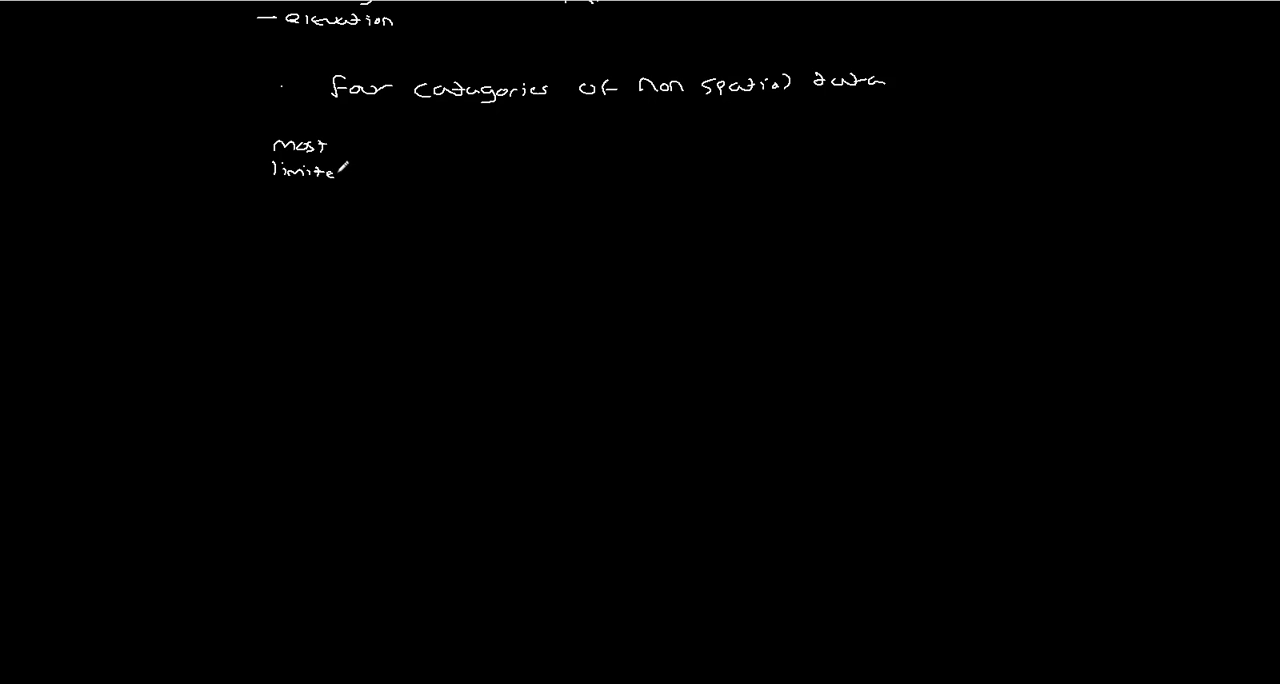 — elevation
· four catagories of non spatial data
most
limite